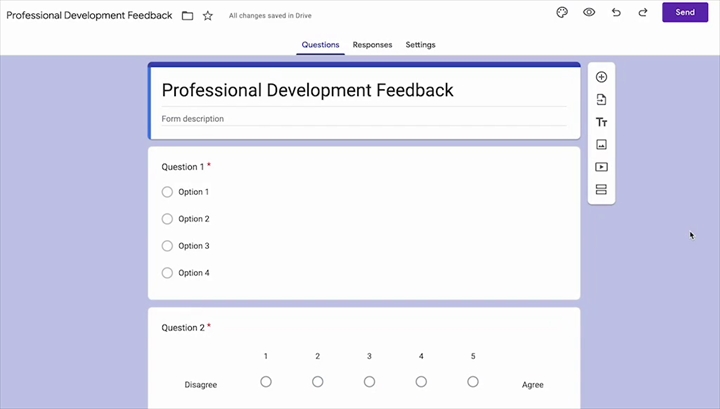 Professional Development Feedback
All changes saved in Drive
Send
Questions Responses Settings
Professional Development Feedback
Form description
Question 1 *
Option 1
Option 2
Option 3
Option 4
Question 2 *
1 2 3 4 5
Disagree Agree
Tт